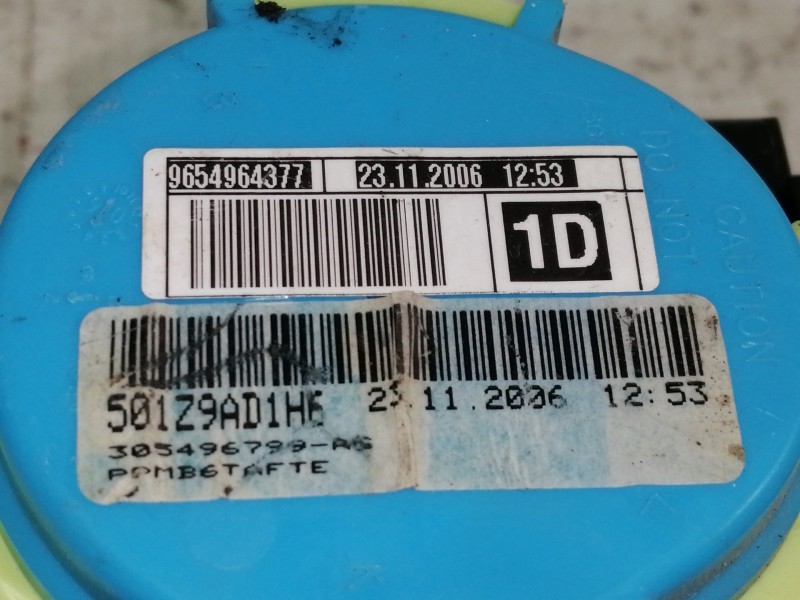 9654964377 23.11.2006 12:53
1D
501Z9AD1H6 23.11.2006 12:53
305496799-AG
PPMB6TAFTE
DO NOT
CAUTION